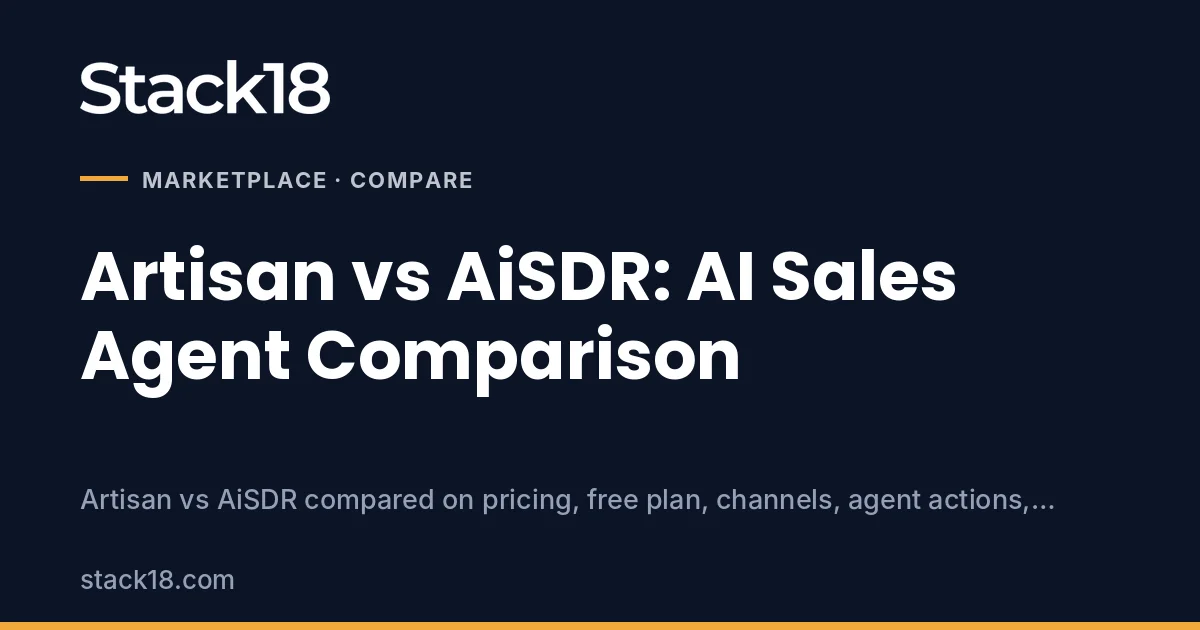 Stack18
MARKETPLACE · COMPARE
Artisan vs AiSDR: AI Sales
Agent Comparison
Artisan vs AiSDR compared on pricing, free plan, channels, agent actions,...
stack18.com